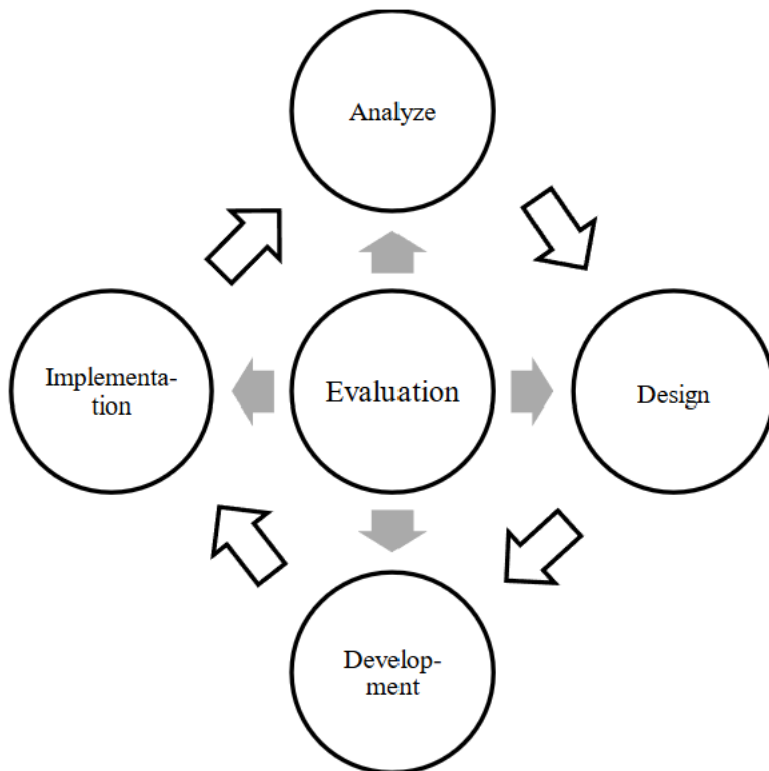 Analyze
Implementa-
tion
Evaluation
Design
Develop-
ment